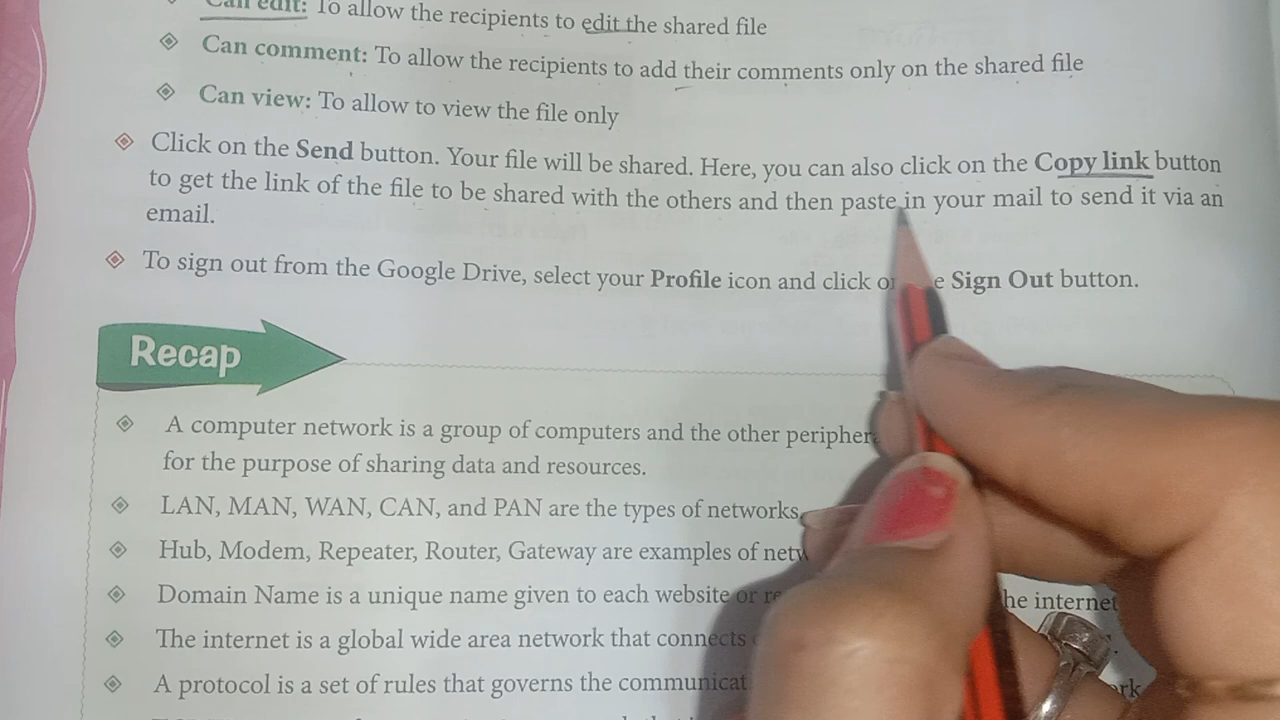 Can edit: To allow the recipients to edit the shared file
Can comment: To allow the recipients to add their comments only on the shared file
Can view: To allow to view the file only
Click on the Send button. Your file will be shared. Here, you can also click on the Copy link button
to get the link of the file to be shared with the others and then paste in your mail to send it via an
email.
To sign out from the Google Drive, select your Profile icon and click e Sign Out button.
Recap
A computer network is a group of computers and the other
for the purpose of sharing data and resources.
LAN, MAN, WAN, CAN, and PAN are the types of networks.
Hub, Modem, Repeater, Router, Gateway are examples of
Domain Name is a unique name given to each website or he internet
The internet is a global wide area network that connects
A protocol is a set of rules that governs the